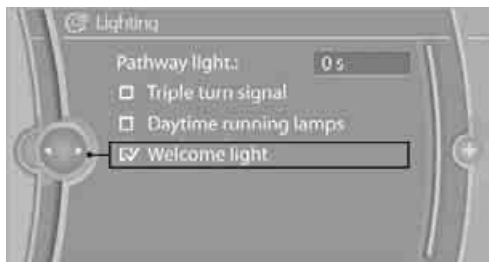 Lighting
Pathway light.: 0 s
Triple turn signal
Daytime running lamps
Welcome light